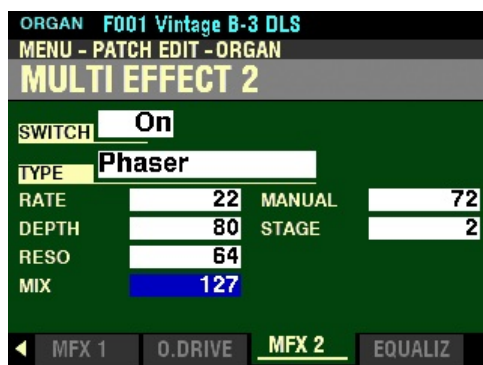 ORGAN F001 Vintage B-3 DLS
MENU - PATCH EDIT - ORGAN
MULTI EFFECT 2
SWITCH On
TYPE Phaser
RATE 22 MANUAL 72
DEPTH 80 STAGE 2
RESO 64
MIX 127
MFX 1 O.DRIVE MFX 2 EQUALIZ